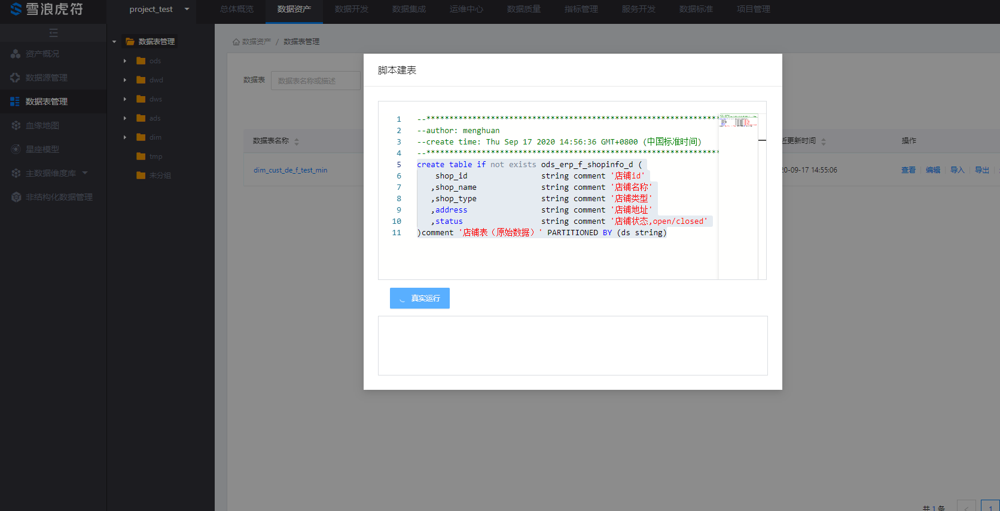 雪浪虎符
project_test
总体概览 数据资产 数据开发 数据集成 运维中心 数据质量 指标管理 服务开发 数据标准 项目管理
资产概况
数据源管理
数据表管理
血缘地图
星座模型
主数据维度库
非结构化数据管理
数据表管理
ods
dwd
dws
ads
dim
tmp
未分组
数据资产 / 数据表管理
数据表 数据表名称或描述
数据表名称
近更新时间 操作
dim_cust_de_f_test_min
20-09-17 14:55:06 查看 编辑 导入 导出
脚本建表
1 --****************************************************************
2 --author: menghuan
3 --create time: Thu Sep 17 2020 14:56:36 GMT+0800 (中国标准时间)
4 --****************************************************************
5 create table if not exists ods_erp_f_shopinfo_d (
6 shop_id string comment '店铺id'
7 ,shop_name string comment '店铺名称'
8 ,shop_type string comment '店铺类型'
9 ,address string comment '店铺地址'
10 ,status string comment '店铺状态,open/closed'
11 )comment '店铺表（原始数据）' PARTITIONED BY (ds string)
真实运行
共 1 条 < 1